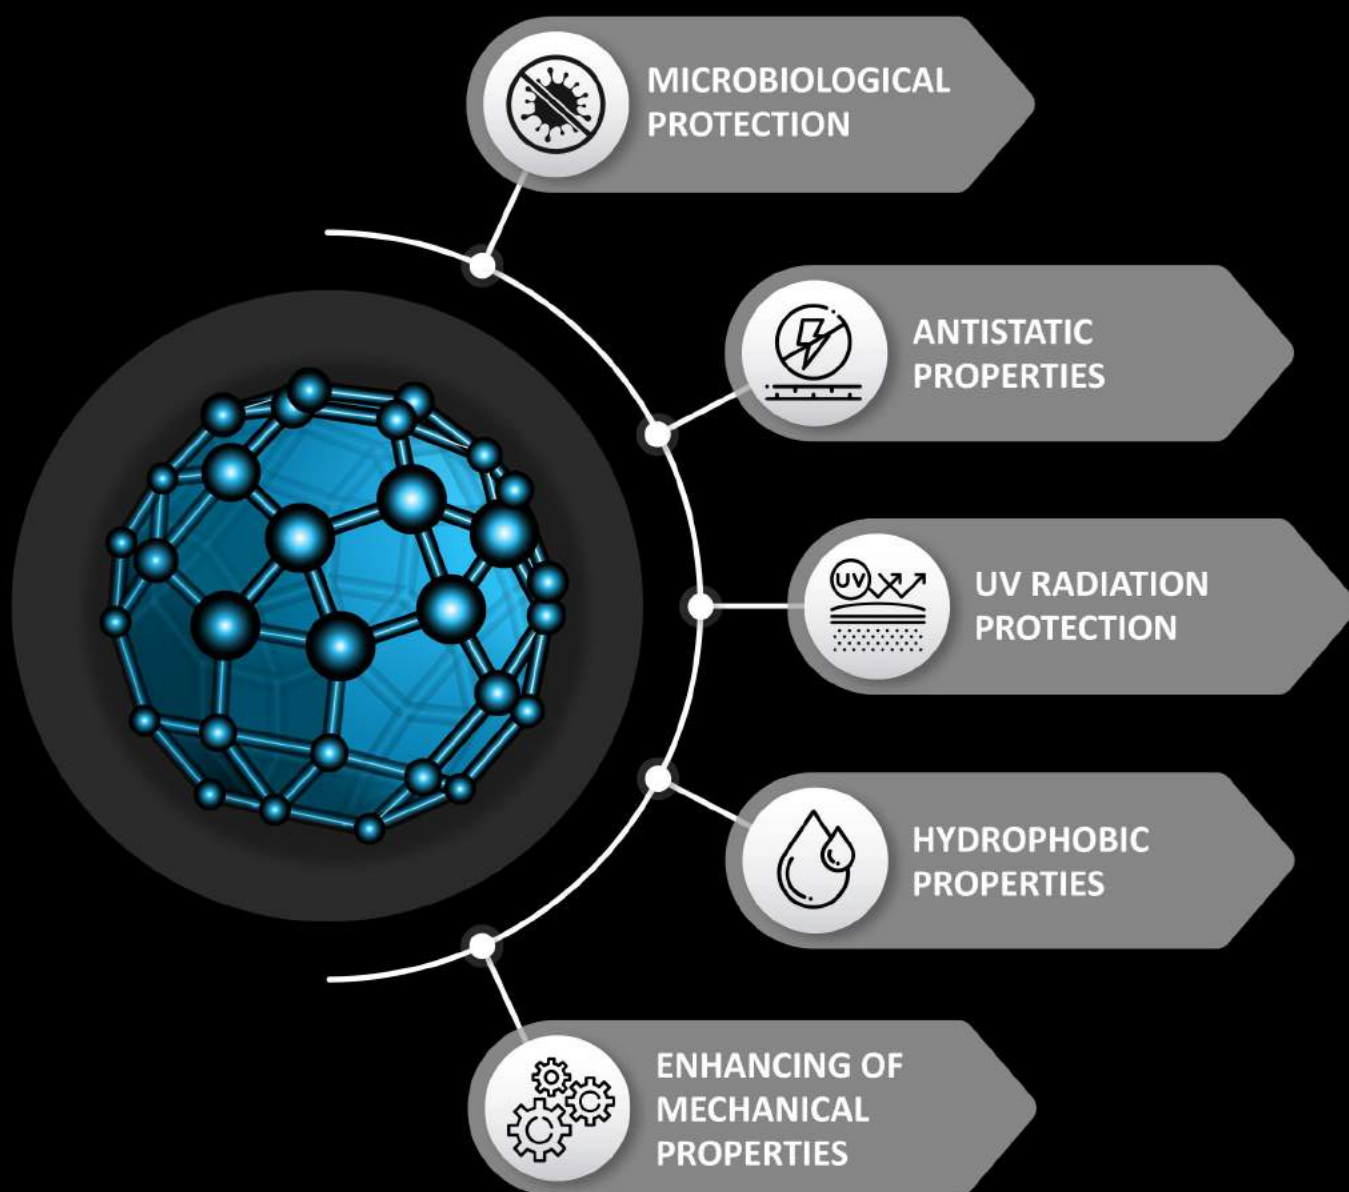 MICROBIOLOGICAL
PROTECTION
ANTISTATIC
PROPERTIES
UV
UV RADIATION
PROTECTION
HYDROPHOBIC
PROPERTIES
ENHANCING OF
MECHANICAL
PROPERTIES